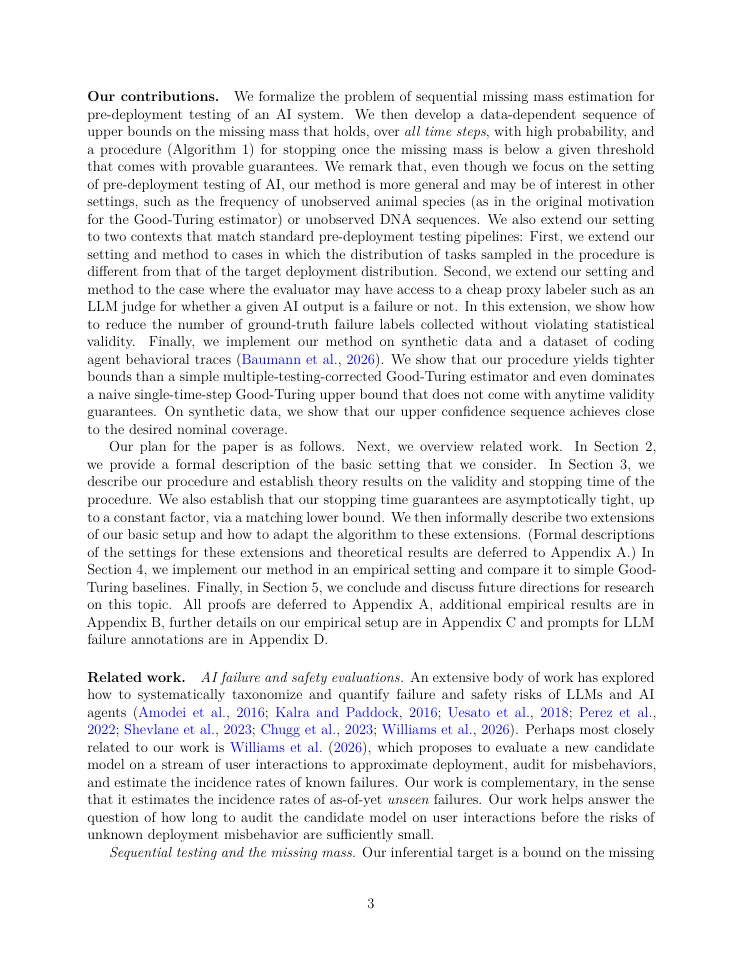 Our contributions. We formalize the problem of sequential missing mass estimation for
pre-deployment testing of an AI system. We then develop a data-dependent sequence of
upper bounds on the missing mass that holds, over all time steps, with high probability, and
a procedure (Algorithm 1) for stopping once the missing mass is below a given threshold
that comes with provable guarantees. We remark that, even though we focus on the setting
of pre-deployment testing of AI, our method is more general and may be of interest in other
settings, such as the frequency of unobserved animal species (as in the original motivation
for the Good-Turing estimator) or unobserved DNA sequences. We also extend our setting
to two contexts that match standard pre-deployment testing pipelines: First, we extend our
setting and method to cases in which the distribution of tasks sampled in the procedure is
different from that of the target deployment distribution. Second, we extend our setting and
method to the case where the evaluator may have access to a cheap proxy labeler such as an
LLM judge for whether a given AI output is a failure or not. In this extension, we show how
to reduce the number of ground-truth failure labels collected without violating statistical
validity. Finally, we implement our method on synthetic data and a dataset of coding
agent behavioral traces (Baumann et al., 2026). We show that our procedure yields tighter
bounds than a simple multiple-testing-corrected Good-Turing estimator and even dominates
a naive single-time-step Good-Turing upper bound that does not come with anytime validity
guarantees. On synthetic data, we show that our upper confidence sequence achieves close
to the desired nominal coverage.
Our plan for the paper is as follows. Next, we overview related work. In Section 2,
we provide a formal description of the basic setting that we consider. In Section 3, we
describe our procedure and establish theory results on the validity and stopping time of the
procedure. We also establish that our stopping time guarantees are asymptotically tight, up
to a constant factor, via a matching lower bound. We then informally describe two extensions
of our basic setup and how to adapt the algorithm to these extensions. (Formal descriptions
of the settings for these extensions and theoretical results are deferred to Appendix A.) In
Section 4, we implement our method in an empirical setting and compare it to simple Good-
Turing baselines. Finally, in Section 5, we conclude and discuss future directions for research
on this topic. All proofs are deferred to Appendix A, additional empirical results are in
Appendix B, further details on our empirical setup are in Appendix C and prompts for LLM
failure annotations are in Appendix D.
Related work. AI failure and safety evaluations. An extensive body of work has explored
how to systematically taxonomize and quantify failure and safety risks of LLMs and AI
agents (Amodei et al., 2016; Kalra and Paddock, 2016; Uesato et al., 2018; Perez et al.,
2022; Shevlane et al., 2023; Chugg et al., 2023; Williams et al., 2026). Perhaps most closely
related to our work is Williams et al. (2026), which proposes to evaluate a new candidate
model on a stream of user interactions to approximate deployment, audit for misbehaviors,
and estimate the incidence rates of known failures. Our work is complementary, in the sense
that it estimates the incidence rates of as-of-yet unseen failures. Our work helps answer the
question of how long to audit the candidate model on user interactions before the risks of
unknown deployment misbehavior are sufficiently small.
Sequential testing and the missing mass. Our inferential target is a bound on the missing
3